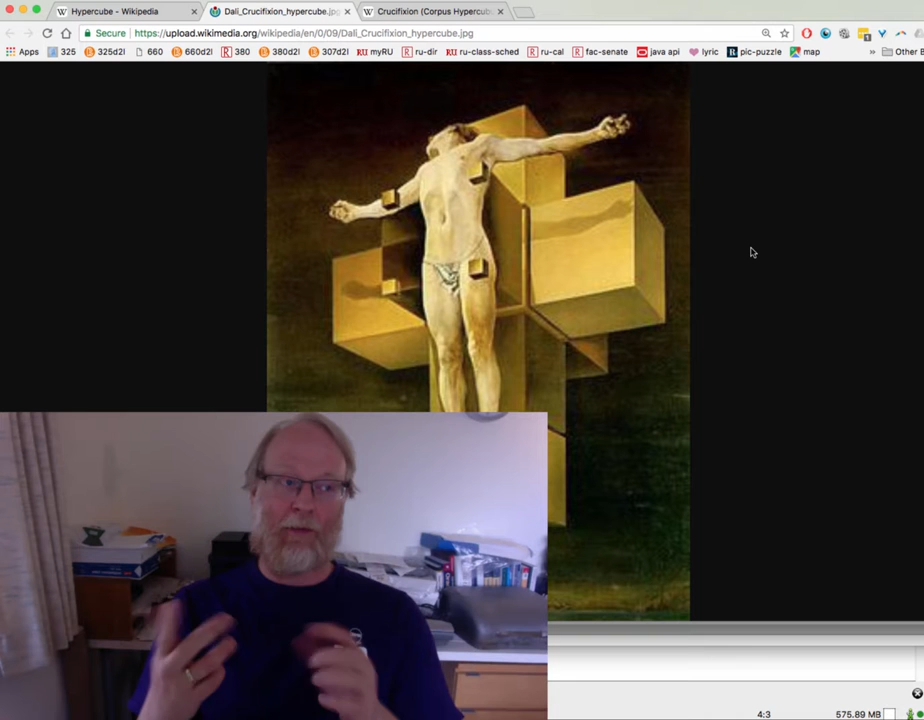 Hypercube - Wikipedia
Dali_Crucifixion_hypercube.jpg
Crucifixion (Corpus Hypercub
Secure https://upload.wikimedia.org/wikipedia/en/0/09/Dali_Crucifixion_hypercube.jpg
Apps 325 325d2l 660 660d2l 380 380d2l 307d2l myRU ru-dir ru-class-sched ru-cal fac-senate java api lyric pic-puzzle map » Other B
4:3 575.89 MB